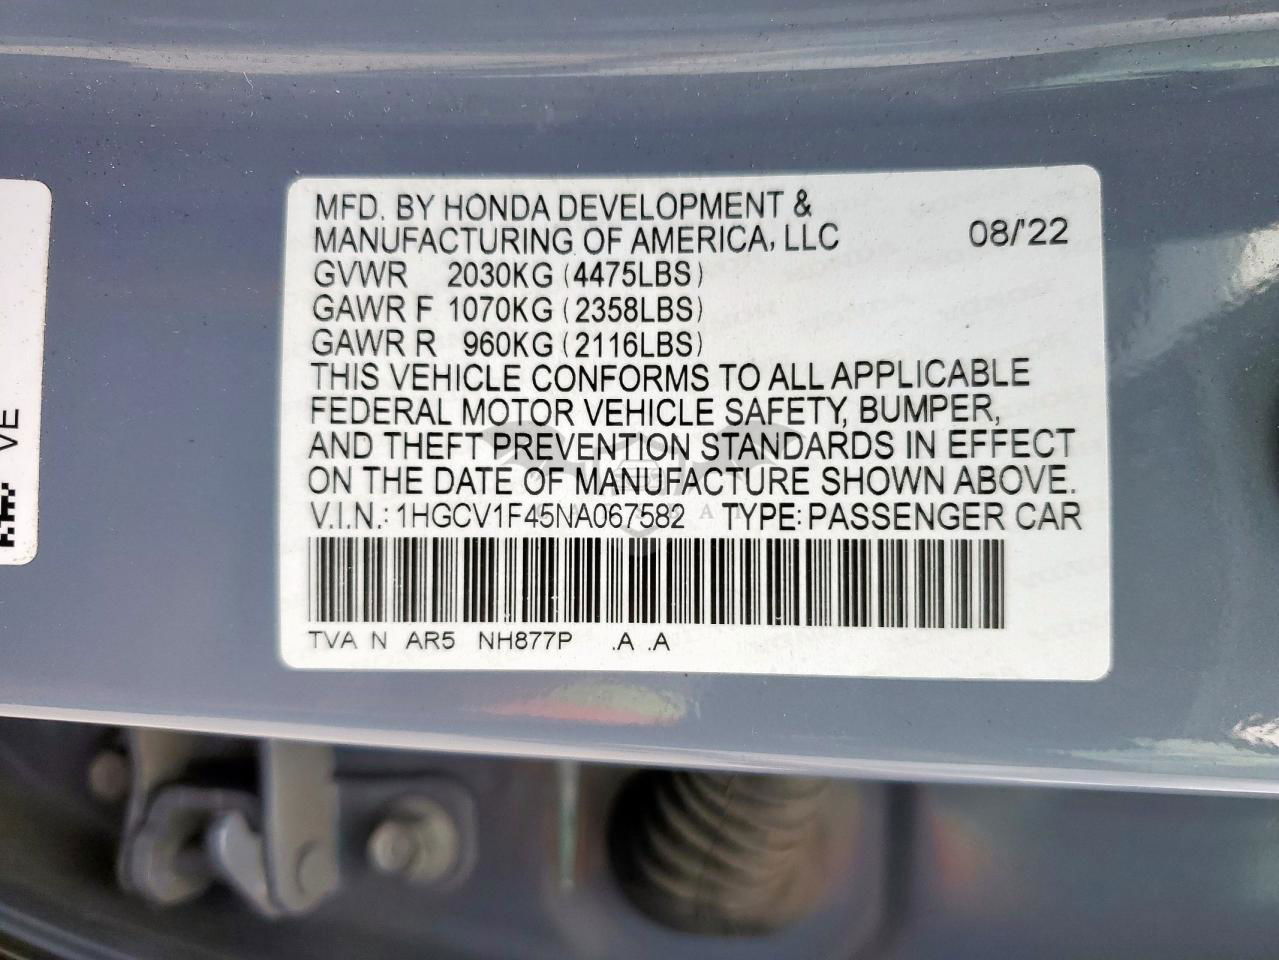 MFD. BY HONDA DEVELOPMENT &
MANUFACTURING OF AMERICA, LLC 08/'22
GVWR 2030KG (4475LBS)
GAWR F 1070KG (2358LBS)
GAWR R 960KG (2116LBS)
THIS VEHICLE CONFORMS TO ALL APPLICABLE
FEDERAL MOTOR VEHICLE SAFETY, BUMPER,
AND THEFT PREVENTION STANDARDS IN EFFECT
ON THE DATE OF MANUFACTURE SHOWN ABOVE.
V.I.N.: 1HGCV1F45NA067582 TYPE: PASSENGER CAR
TVA N AR5 NH877P .A .A
VE